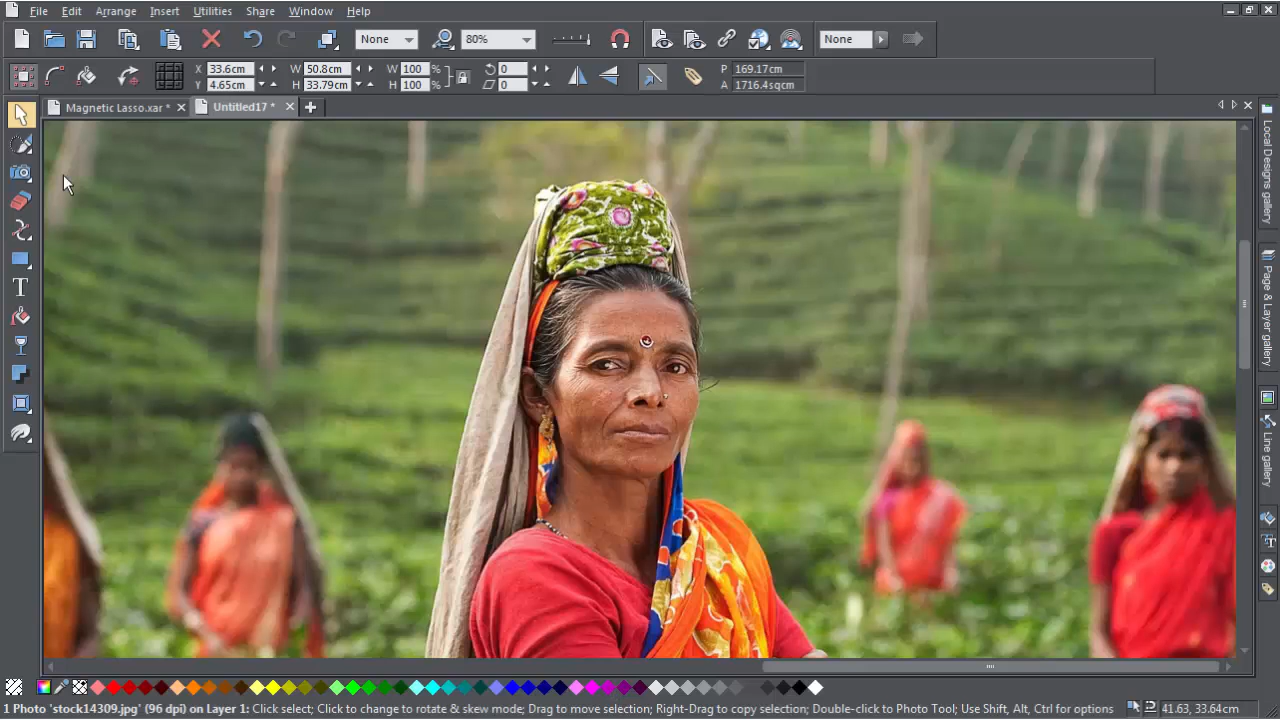 File Edit Arrange Insert Utilities Share Window Help
None 80% None
X 33.6cm W 50.8cm W 100 % 0 P 169.17cm
Y 4.65cm H 33.79cm H 100 % 0 A 1716.4sqcm
Magnetic Lasso.xar * Untitled17 *
T
Local Designs gallery
Page & Layer gallery
Line gallery
1 Photo 'stock14309.jpg' (96 dpi) on Layer 1: Click select; Click to change to rotate & skew mode; Drag to move selection; Right-Drag to copy selection; Double-click to Photo Tool; Use Shift, Alt, Ctrl for options 41.63, 33.64cm